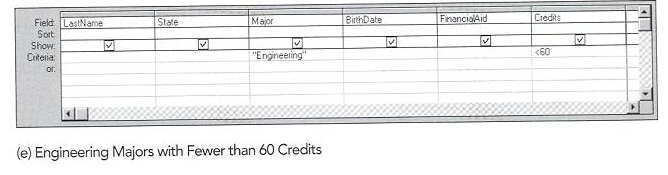 Field: LastName State Major BirthDate FinancialAid Credits
Sort:
Show:
Criteria: "Engineering" <60
or:
(e) Engineering Majors with Fewer than 60 Credits